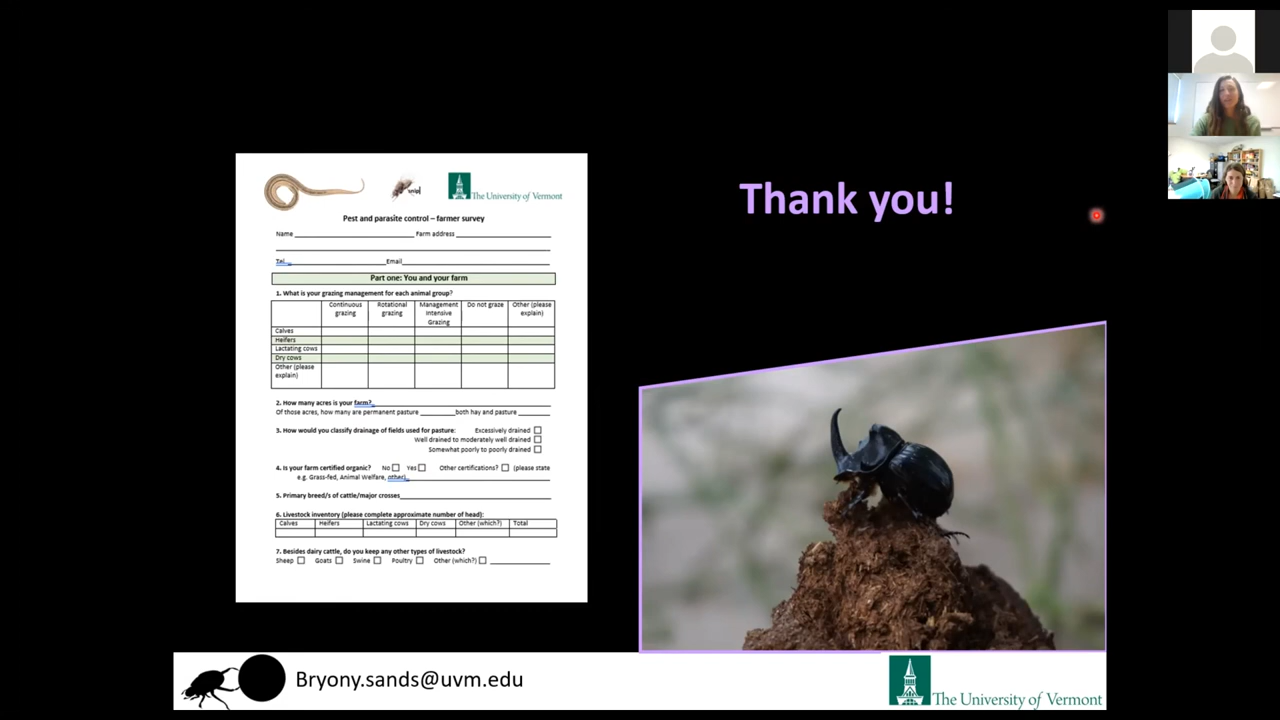 The University of Vermont
Pest and parasite control – farmer survey
Name Farm address
Tel. Email
Part one: You and your farm
1. What is your grazing management for each animal group?
Continuous grazing Rotational grazing Management Intensive Grazing Do not graze Other (please explain)
Calves
Heifers
Lactating cows
Dry cows
Other (please explain)
2. How many acres is your farm?
Of those acres, how many are permanent pasture both hay and pasture
3. How would you classify drainage of fields used for pasture: Excessively drained
Well drained to moderately well drained
Somewhat poorly to poorly drained
4. Is your farm certified organic? No Yes Other certifications? (please state
e.g. Grass-fed, Animal Welfare, other)
5. Primary breed/s of cattle/major crosses
6. Livestock inventory (please complete approximate number of head):
Calves Heifers Lactating cows Dry cows Other (which?) Total
7. Besides dairy cattle, do you keep any other types of livestock?
Sheep Goats Swine Poultry Other (which?)
Thank you!
Bryony.sands@uvm.edu
The University of Vermont